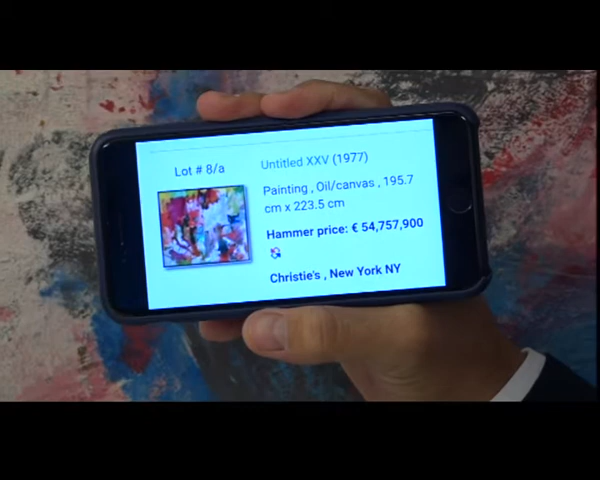 Lot # 8/a
Untitled XXV (1977)
Painting , Oil/canvas , 195.7
cm x 223.5 cm
Hammer price: € 54,757,900
Christie's , New York NY